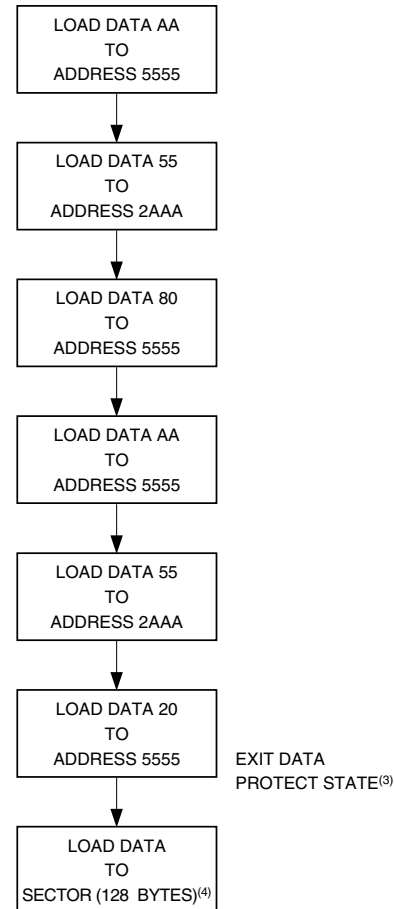 LOAD DATA AA
TO
ADDRESS 5555
LOAD DATA 55
TO
ADDRESS 2AAA
LOAD DATA 80
TO
ADDRESS 5555
LOAD DATA AA
TO
ADDRESS 5555
LOAD DATA 55
TO
ADDRESS 2AAA
LOAD DATA 20
TO
ADDRESS 5555
EXIT DATA
PROTECT STATE(3)
LOAD DATA
TO
SECTOR (128 BYTES)(4)